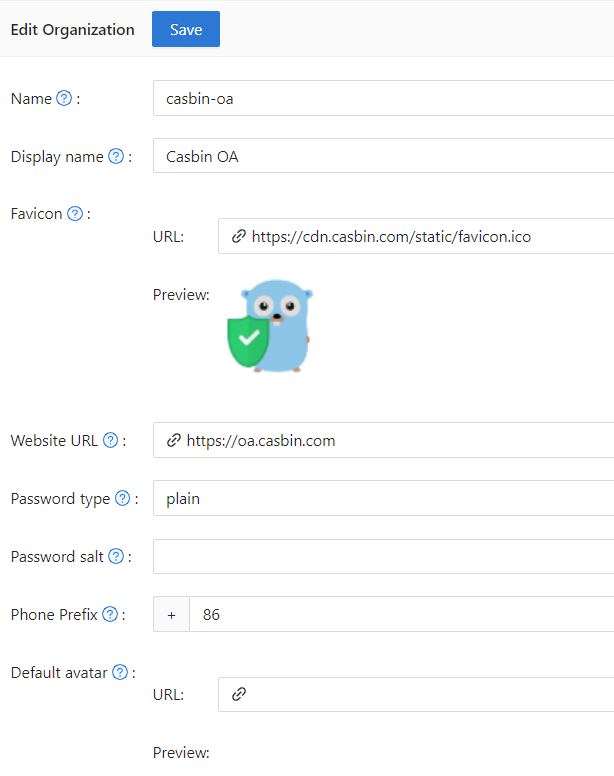 Edit Organization Save
Name ? : casbin-oa
Display name ? : Casbin OA
Favicon ? :
URL: https://cdn.casbin.com/static/favicon.ico
Preview:
Website URL ? : https://oa.casbin.com
Password type ? : plain
Password salt ? :
Phone Prefix ? : + 86
Default avatar ? :
URL:
Preview: